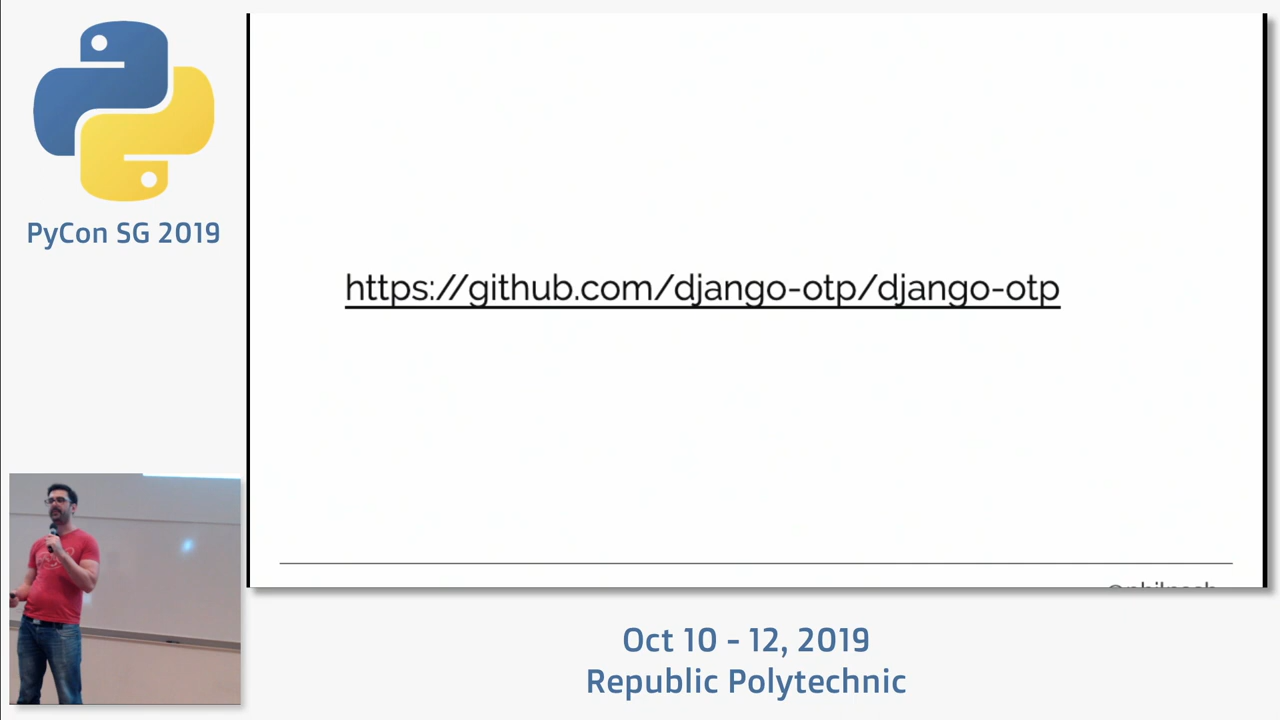 PyCon SG 2019
https://github.com/django-otp/django-otp
Oct 10 - 12, 2019
Republic Polytechnic